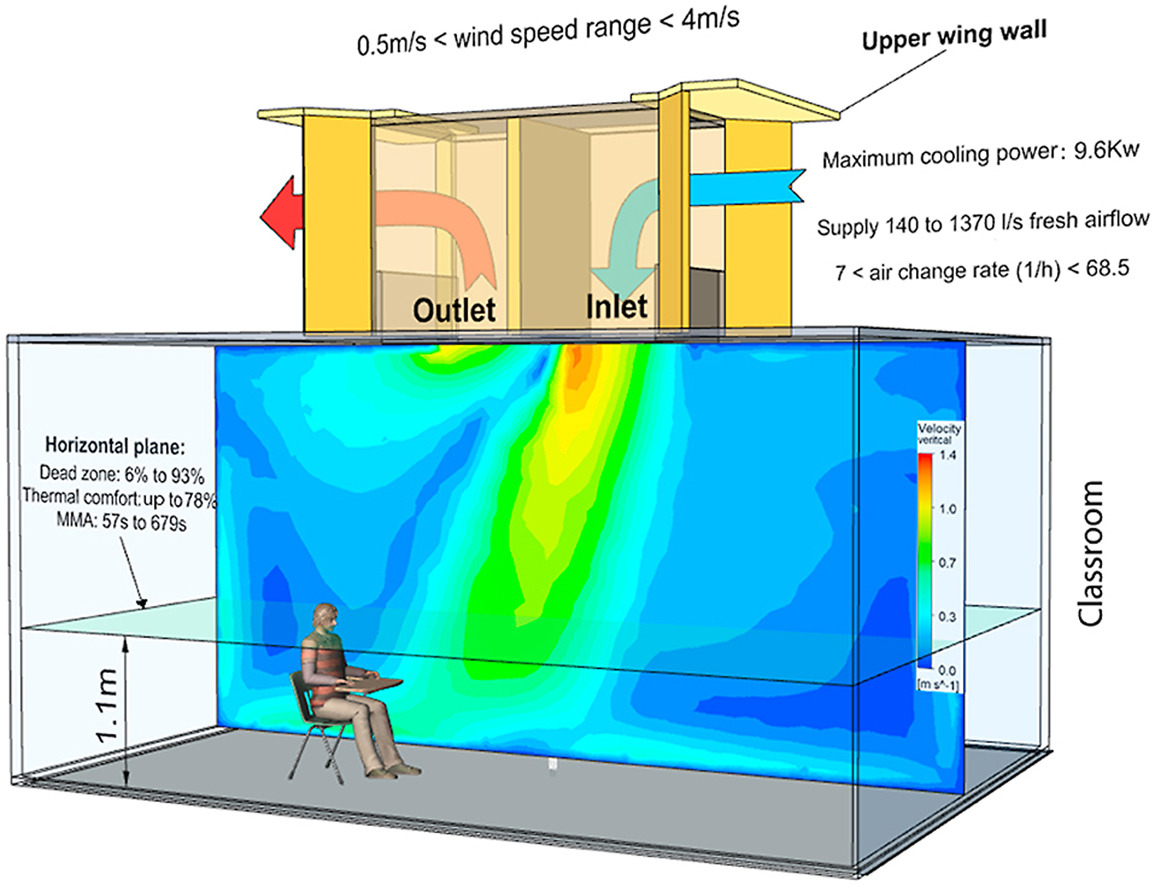 0.5m/s < wind speed range < 4m/s
Upper wing wall
Maximum cooling power: 9.6Kw
Supply 140 to 1370 l/s fresh airflow
7 < air change rate (1/h) < 68.5
Outlet
Inlet
Horizontal plane:
Dead zone: 6% to 93%
Thermal comfort: up to 78%
MMA: 57s to 679s
1.1m
Velocity
veritcal
1.4
1.0
0.7
0.3
0.0
[m s^-1]
Classroom